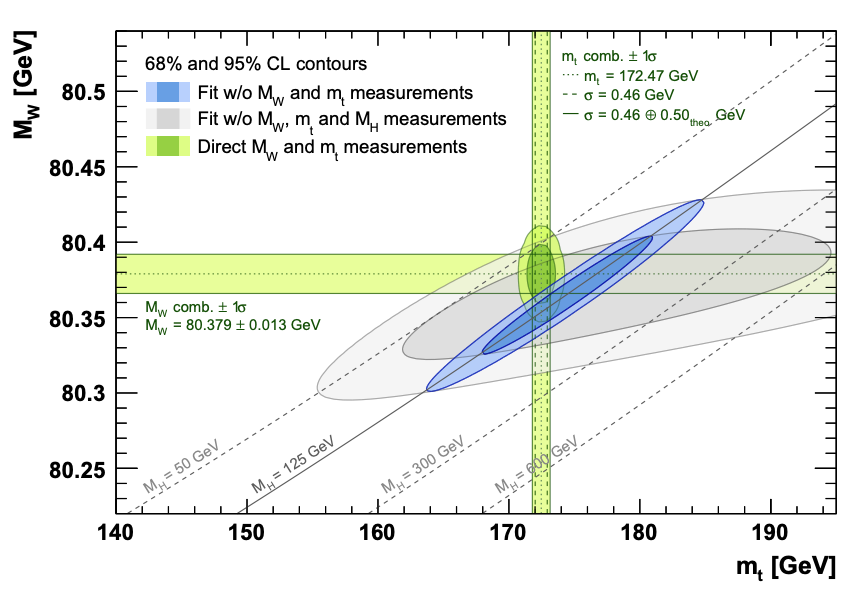 M_W [GeV]
80.5
80.45
80.4
80.35
80.3
80.25
68% and 95% CL contours
Fit w/o M_W and m_t measurements
Fit w/o M_W, m_t and M_H measurements
Direct M_W and m_t measurements
m_t comb. ± 1σ
m_t = 172.47 GeV
σ = 0.46 GeV
σ = 0.46 ⊕ 0.50_theo GeV
M_W comb. ± 1σ
M_W = 80.379 ± 0.013 GeV
M_H = 50 GeV
M_H = 125 GeV
M_H = 300 GeV
M_H = 600 GeV
140 150 160 170 180 190
m_t [GeV]